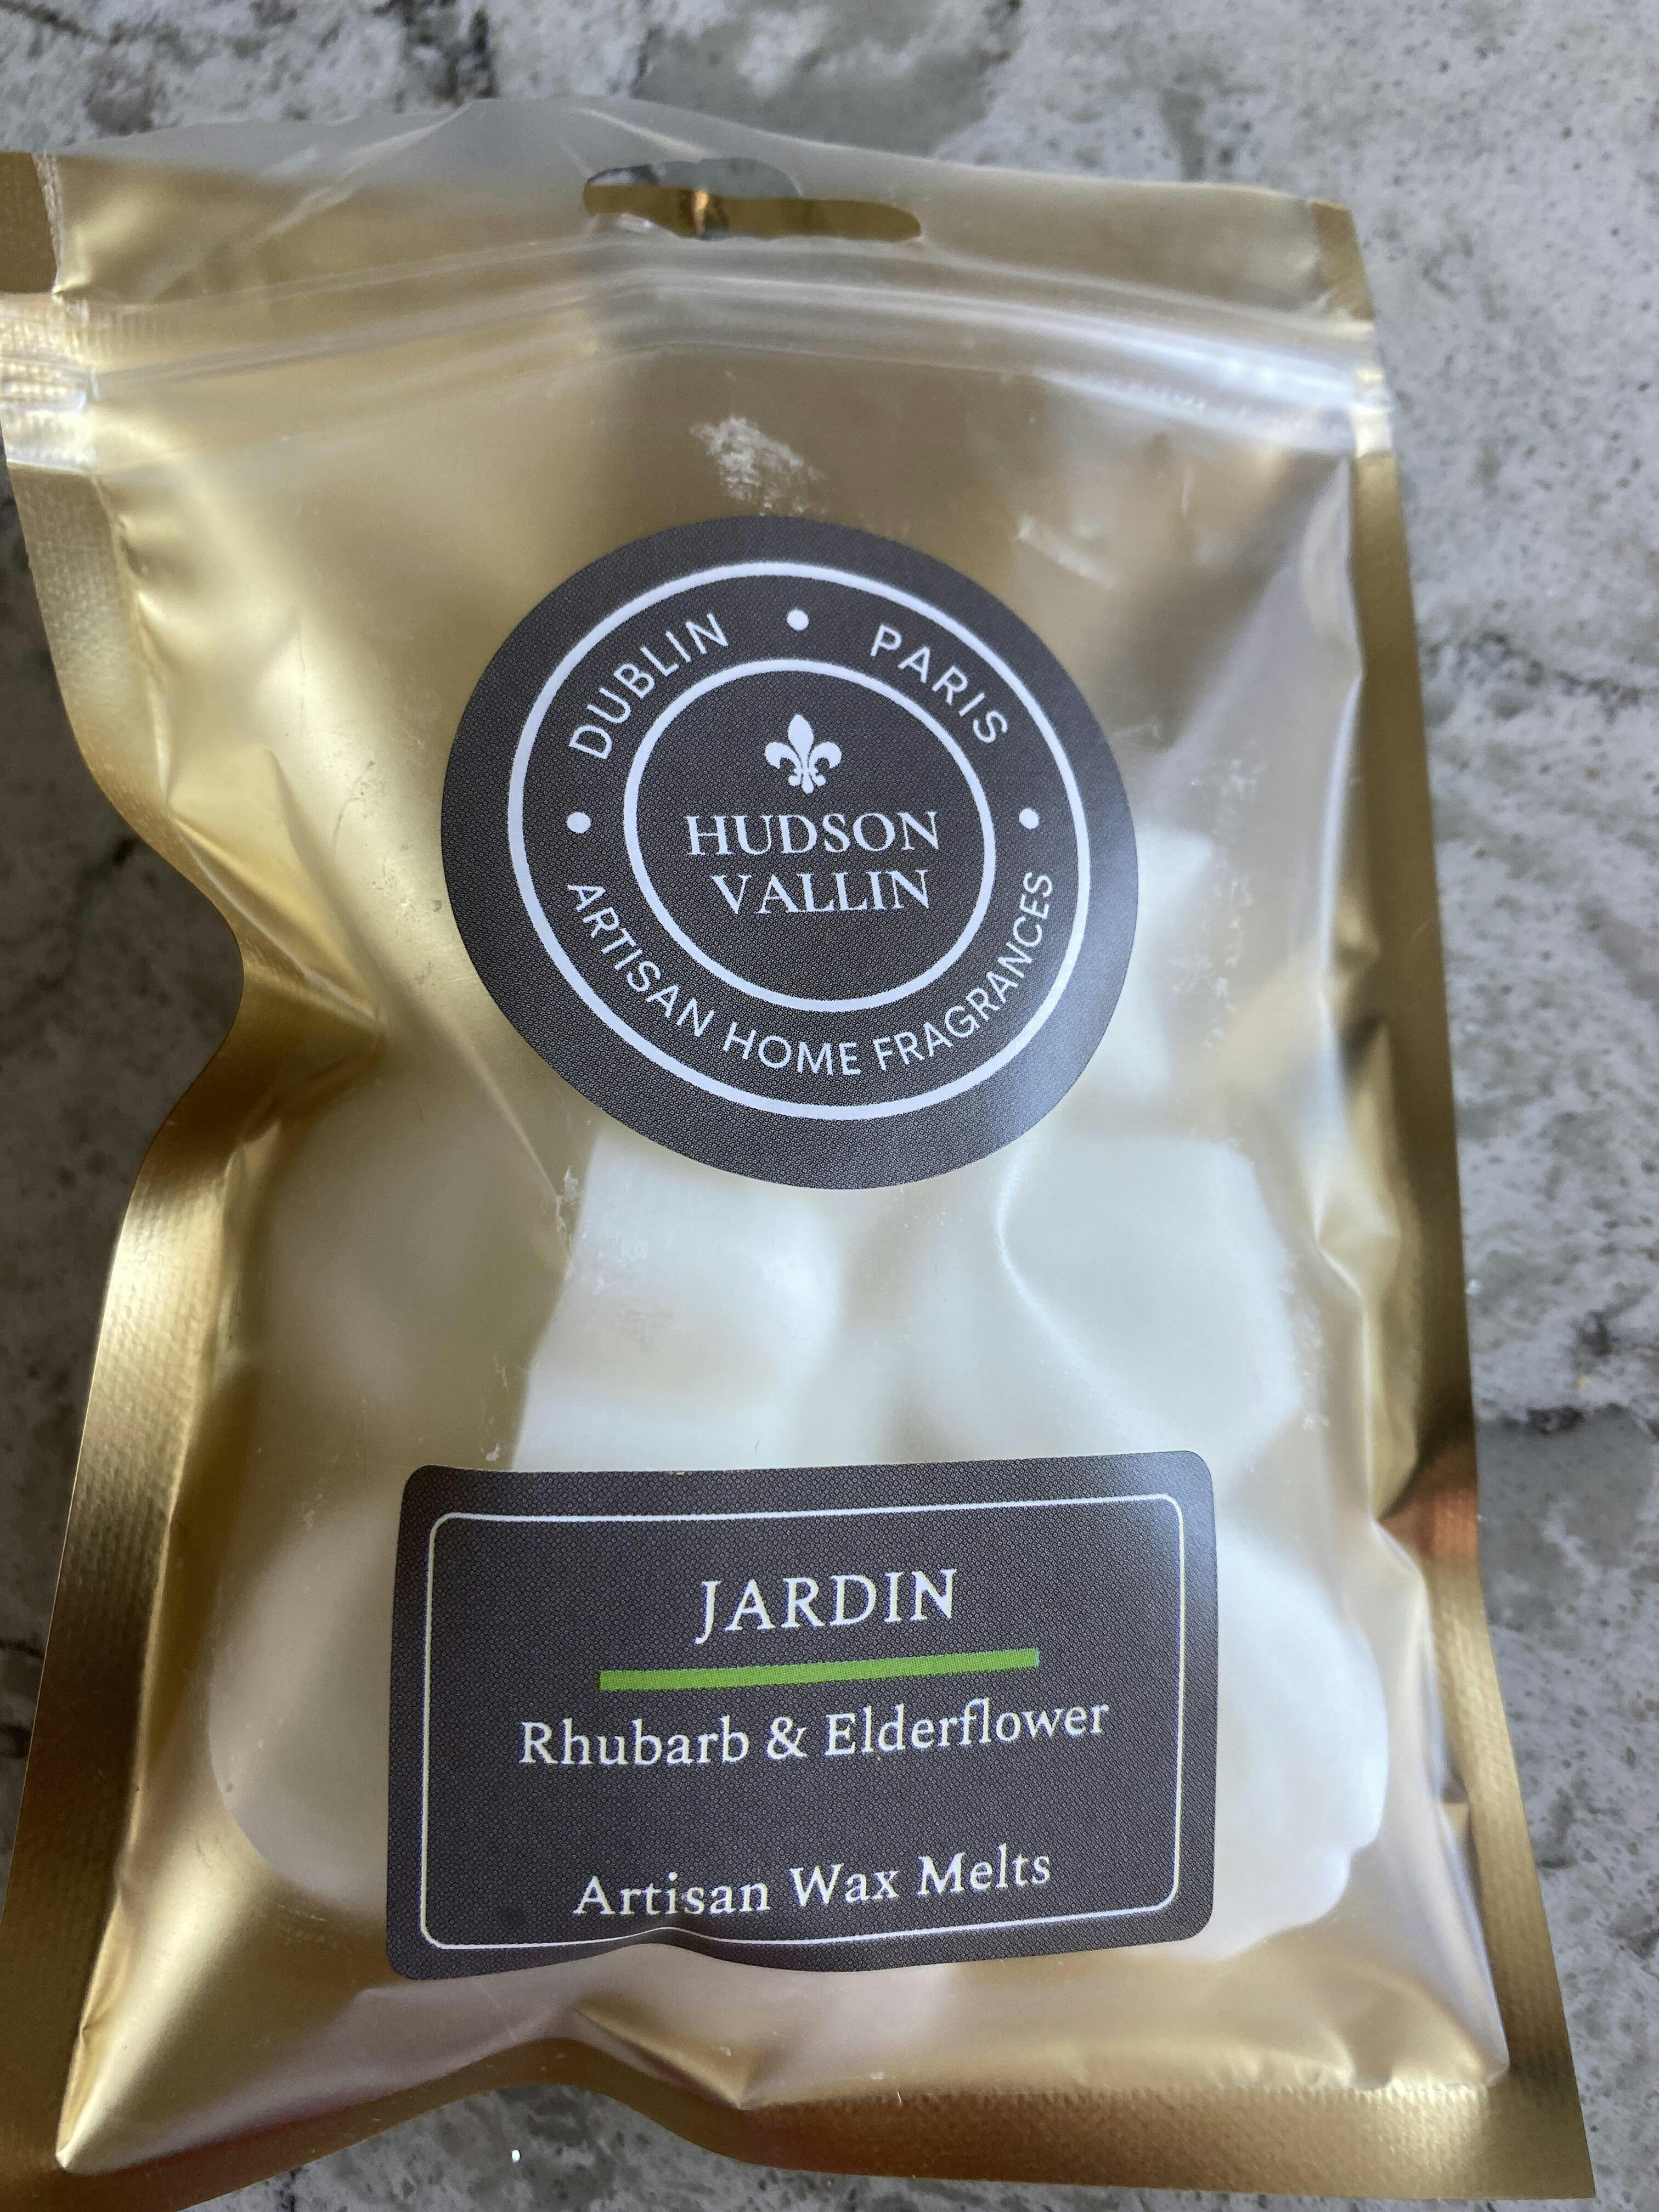 DUBLIN • PARIS
HUDSON
VALLIN
• ARTISAN HOME FRAGRANCES •
JARDIN
Rhubarb & Elderflower
Artisan Wax Melts